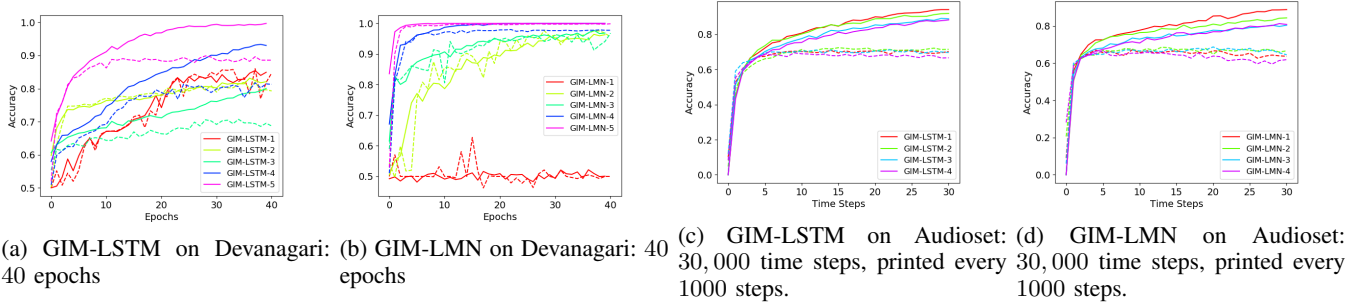 1.0
0.9
0.8
0.7
0.6
0.5
Accuracy
0
10
20
30
40
Epochs
GIM-LSTM-1
GIM-LSTM-2
GIM-LSTM-3
GIM-LSTM-4
GIM-LSTM-5
(a) GIM-LSTM on Devanagari:
40 epochs
1.0
0.9
0.8
0.7
0.6
0.5
Accuracy
0
10
20
30
40
Epochs
GIM-LMN-1
GIM-LMN-2
GIM-LMN-3
GIM-LMN-4
GIM-LMN-5
(b) GIM-LMN on Devanagari: 40
epochs
0.8
0.6
0.4
0.2
0.0
Accuracy
0
5
10
15
20
25
30
Time Steps
GIM-LSTM-1
GIM-LSTM-2
GIM-LSTM-3
GIM-LSTM-4
(c) GIM-LSTM on Audioset:
30,000 time steps, printed every
1000 steps.
0.8
0.6
0.4
0.2
0.0
Accuracy
0
5
10
15
20
25
30
Time Steps
GIM-LMN-1
GIM-LMN-2
GIM-LMN-3
GIM-LMN-4
(d) GIM-LMN on Audioset:
30,000 time steps, printed every
1000 steps.